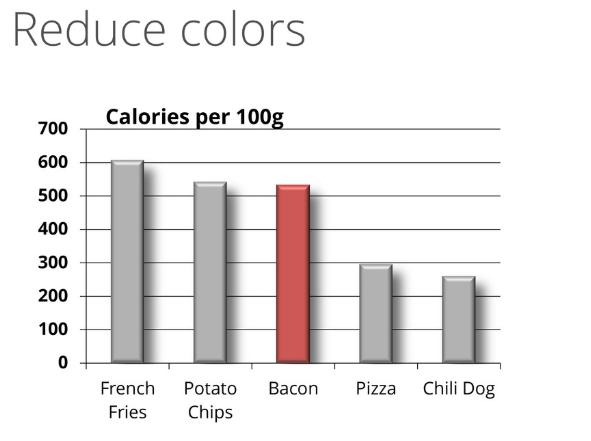 Reduce colors
Calories per 100g
700
600
500
400
300
200
100
0
French
Fries
Potato
Chips
Bacon
Pizza
Chili Dog